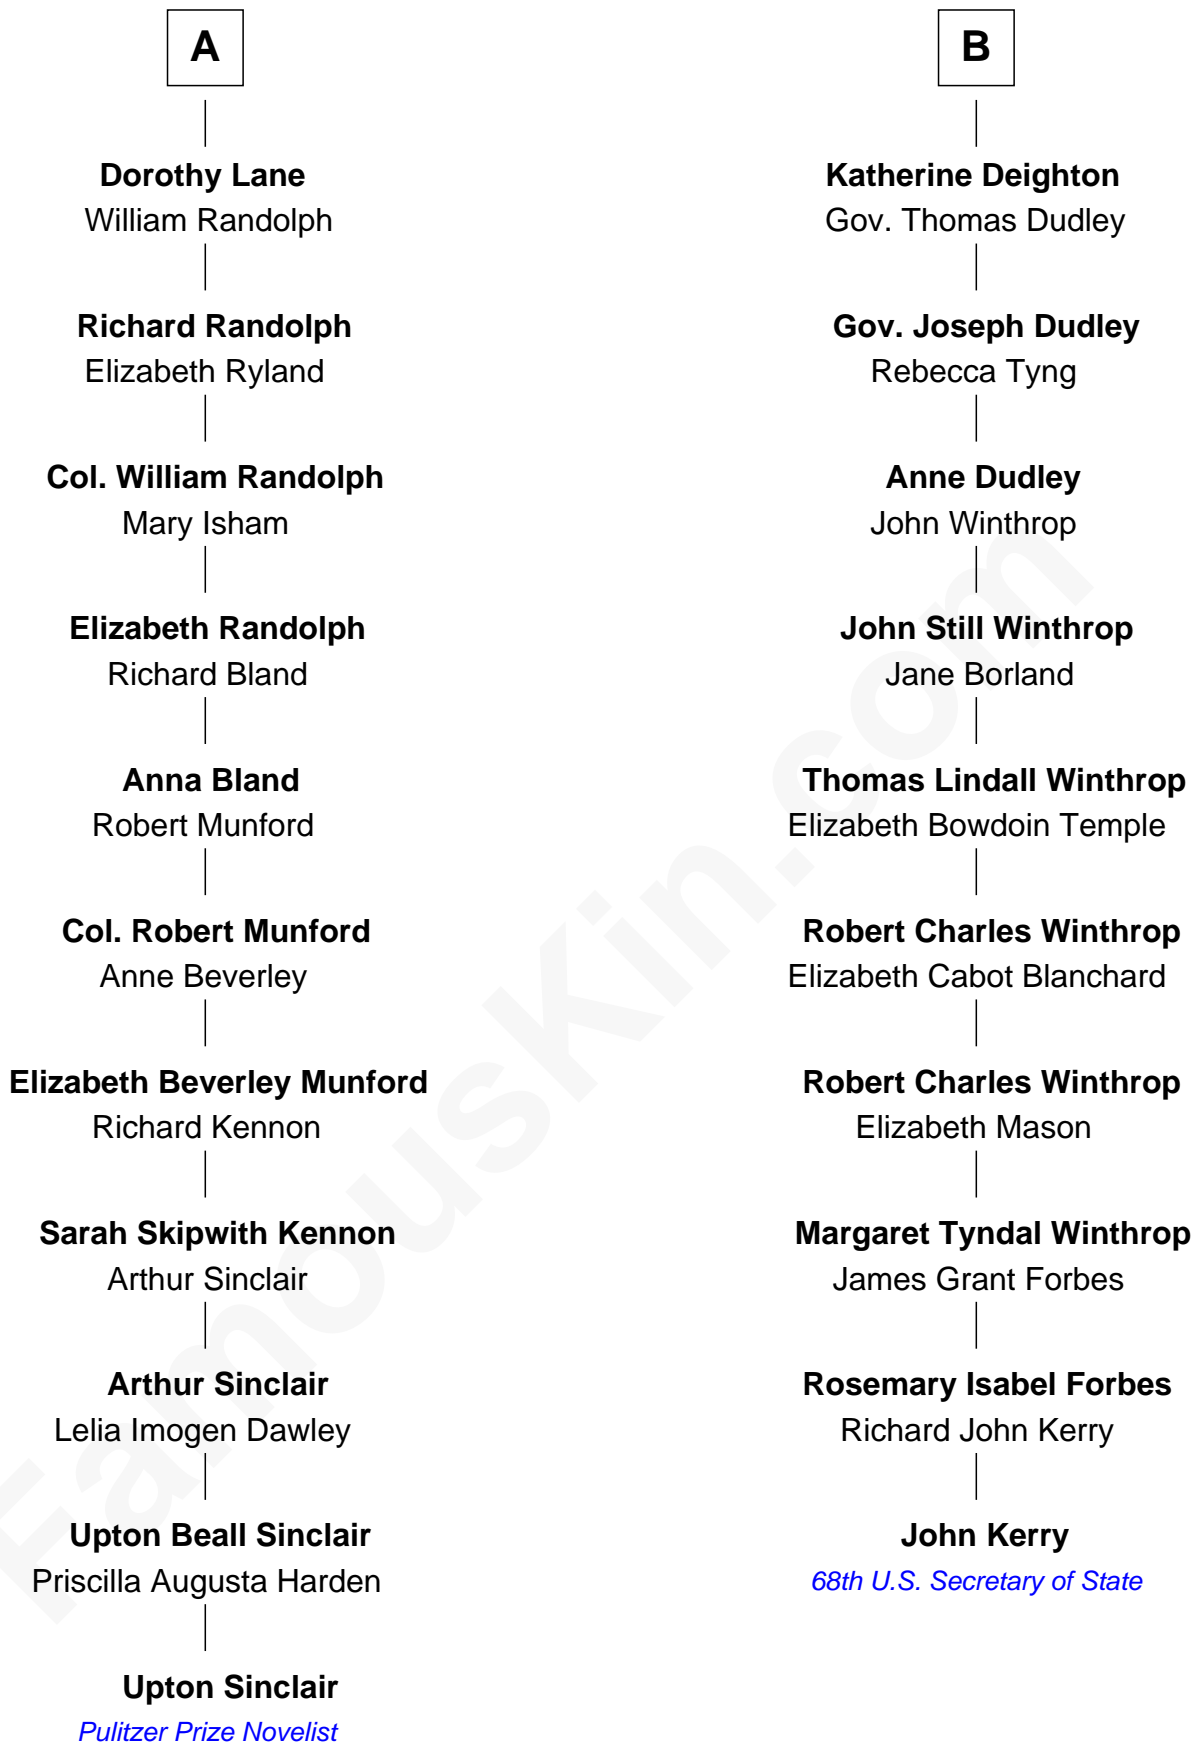 A
Dorothy Lane
William Randolph
Richard Randolph
Elizabeth Ryland
Col. William Randolph
Mary Isham
Elizabeth Randolph
Richard Bland
Anna Bland
Robert Munford
Col. Robert Munford
Anne Beverley
Elizabeth Beverley Munford
Richard Kennon
Sarah Skipwith Kennon
Arthur Sinclair
Arthur Sinclair
Lelia Imogen Dawley
Upton Beall Sinclair
Priscilla Augusta Harden
Upton Sinclair
Pulitzer Prize Novelist
B
Katherine Deighton
Gov. Thomas Dudley
Gov. Joseph Dudley
Rebecca Tyng
Anne Dudley
John Winthrop
John Still Winthrop
Jane Borland
Thomas Lindall Winthrop
Elizabeth Bowdoin Temple
Robert Charles Winthrop
Elizabeth Cabot Blanchard
Robert Charles Winthrop
Elizabeth Mason
Margaret Tyndal Winthrop
James Grant Forbes
Rosemary Isabel Forbes
Richard John Kerry
John Kerry
68th U.S. Secretary of State
FamousKin.com